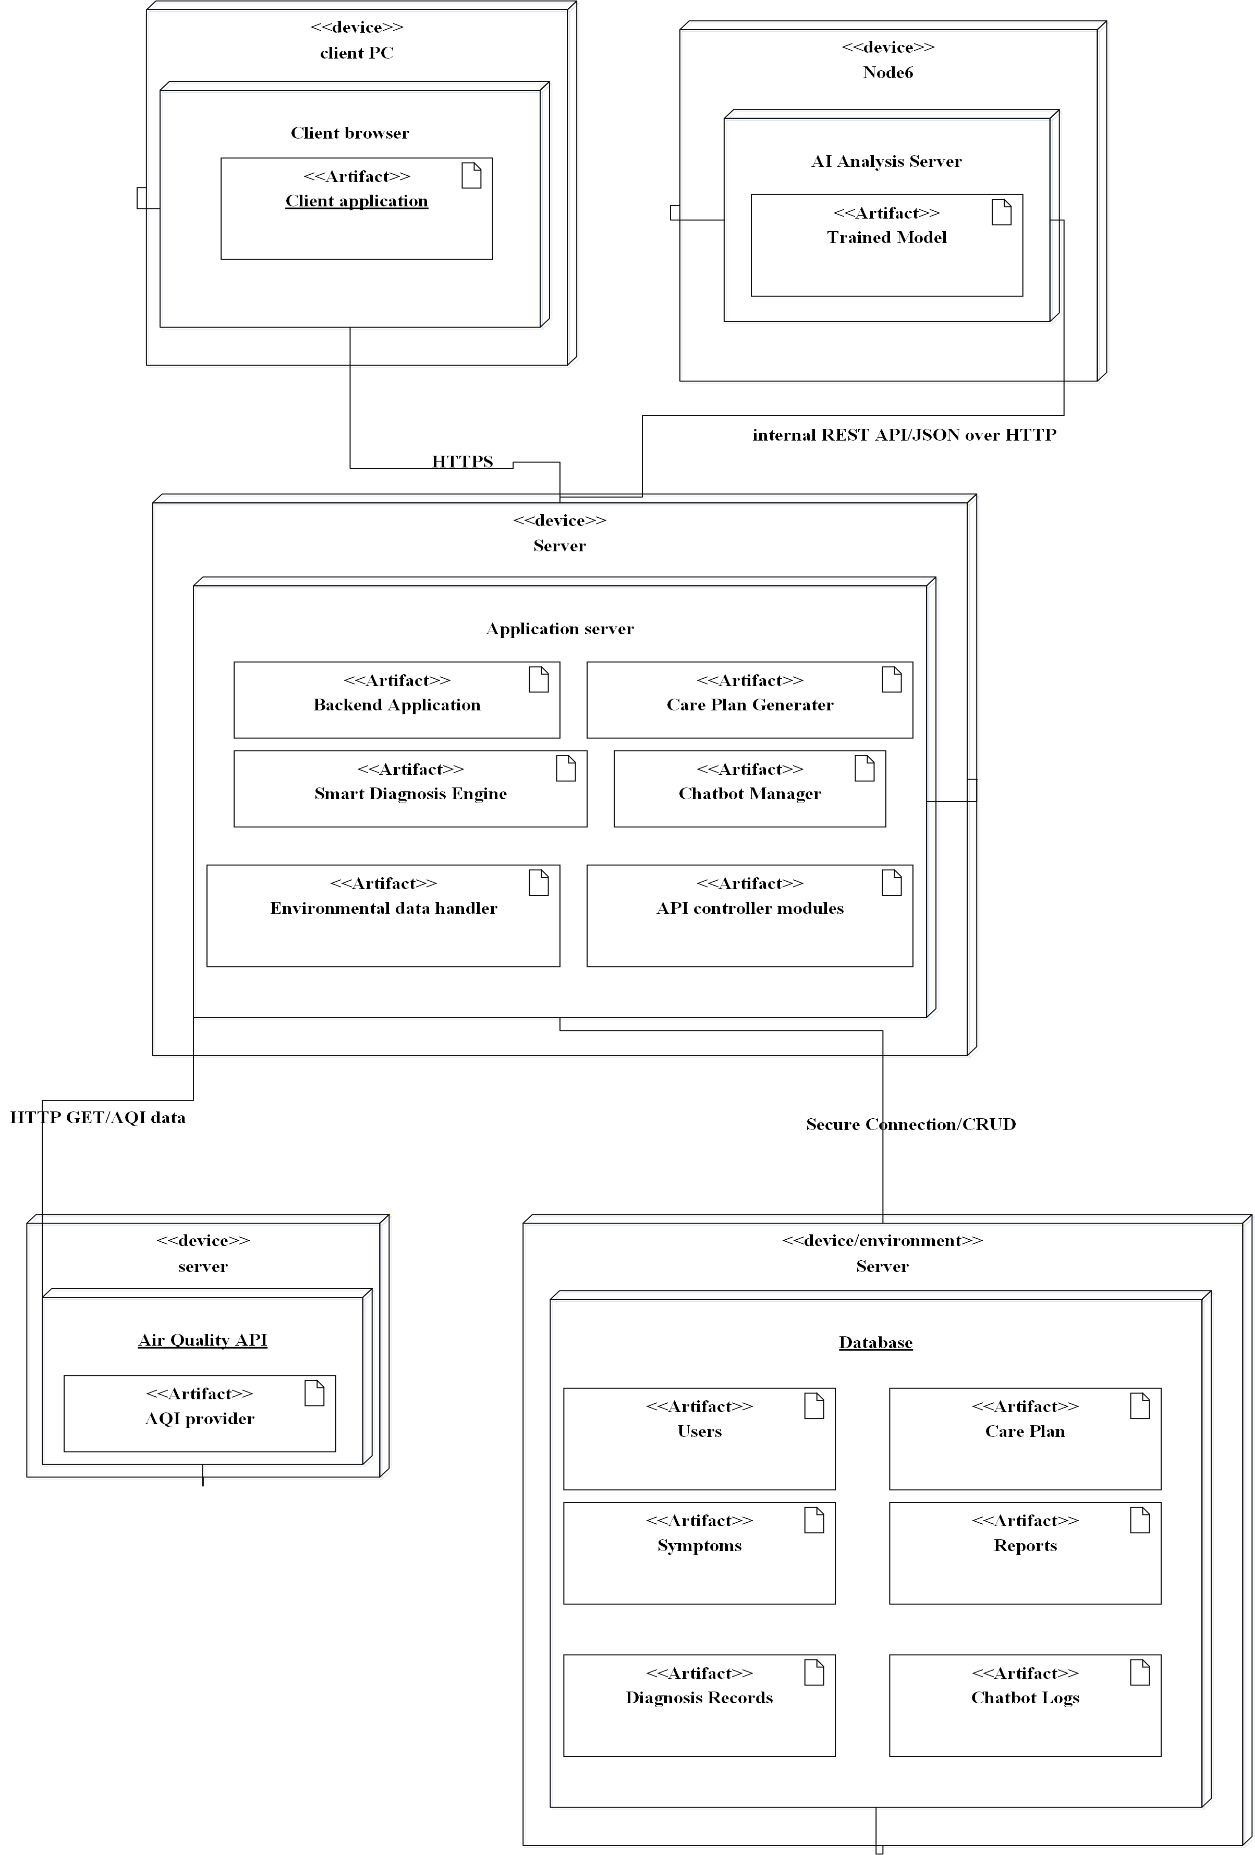 <<device>>
client PC
Client browser
<<Artifact>>
Client application
<<device>>
Node6
AI Analysis Server
<<Artifact>>
Trained Model
internal REST API/JSON over HTTP
HTTPS
<<device>>
Server
Application server
<<Artifact>>
Backend Application
<<Artifact>>
Care Plan Generater
<<Artifact>>
Smart Diagnosis Engine
<<Artifact>>
Chatbot Manager
<<Artifact>>
Environmental data handler
<<Artifact>>
API controller modules
HTTP GET/AQI data
Secure Connection/CRUD
<<device>>
server
Air Quality API
<<Artifact>>
AQI provider
<<device/environment>>
Server
Database
<<Artifact>>
Users
<<Artifact>>
Care Plan
<<Artifact>>
Symptoms
<<Artifact>>
Reports
<<Artifact>>
Diagnosis Records
<<Artifact>>
Chatbot Logs